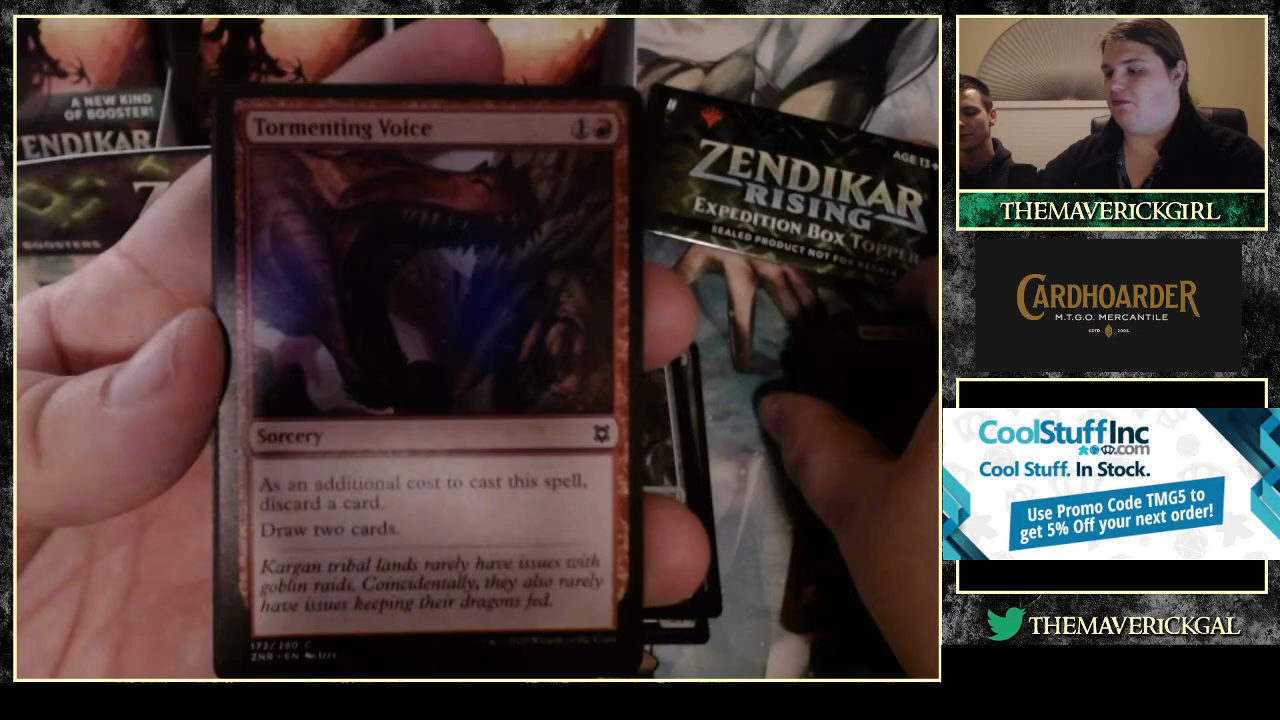 A NEW KIND
OF BOOSTER!
ZENDIKAR
BOOSTERS
Tormenting Voice
1
Sorcery
As an additional cost to cast this spell,
discard a card.
Draw two cards.
Kargan tribal lands rarely have issues with
goblin raids. Coincidentally, they also rarely
have issues keeping their dragons fed.
172/280 C
ZNR • EN
AGE 13+
ZENDIKAR
RISING
EXPEDITION BOX TOPPER
SEALED PRODUCT NOT FOR RESALE
THEMAVERICKGIRL
CARDHOARDER
M.T.G.O. MERCANTILE
ESTD 2002
CoolStuffInc
.com
Cool Stuff. In Stock.
Use Promo Code TMG5 to
get 5% Off your next order!
THEMAVERICKGAL